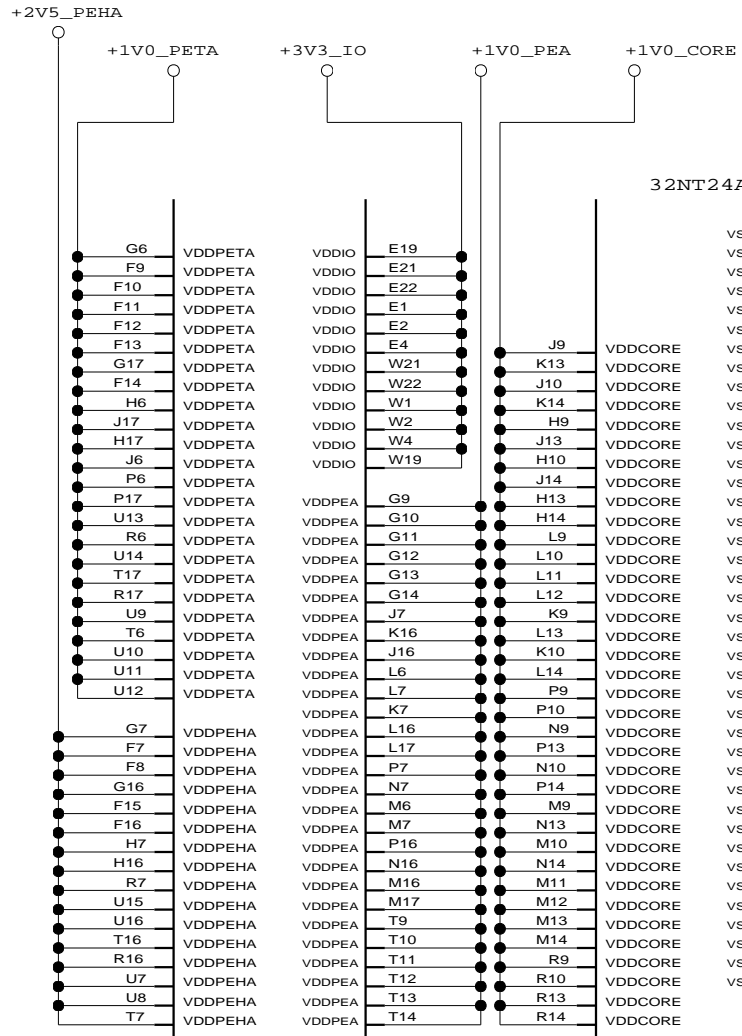 +2V5_PEHA
+1V0_PETA
+3V3_IO
+1V0_PEA
+1V0_CORE
32NT24A
G6 VDDPETA
F9 VDDPETA
F10 VDDPETA
F11 VDDPETA
F12 VDDPETA
F13 VDDPETA
G17 VDDPETA
F14 VDDPETA
H6 VDDPETA
J17 VDDPETA
H17 VDDPETA
J6 VDDPETA
P6 VDDPETA
P17 VDDPETA
U13 VDDPETA
R6 VDDPETA
U14 VDDPETA
T17 VDDPETA
R17 VDDPETA
U9 VDDPETA
T6 VDDPETA
U10 VDDPETA
U11 VDDPETA
U12 VDDPETA
G7 VDDPEHA
F7 VDDPEHA
F8 VDDPEHA
G16 VDDPEHA
F15 VDDPEHA
F16 VDDPEHA
H7 VDDPEHA
H16 VDDPEHA
R7 VDDPEHA
U15 VDDPEHA
U16 VDDPEHA
T16 VDDPEHA
R16 VDDPEHA
U7 VDDPEHA
U8 VDDPEHA
T7 VDDPEHA
VDDIO E19
VDDIO E21
VDDIO E22
VDDIO E1
VDDIO E2
VDDIO E4
VDDIO W21
VDDIO W22
VDDIO W1
VDDIO W2
VDDIO W4
VDDIO W19
VDDPEA G9
VDDPEA G10
VDDPEA G11
VDDPEA G12
VDDPEA G13
VDDPEA G14
VDDPEA J7
VDDPEA K16
VDDPEA J16
VDDPEA L6
VDDPEA L7
VDDPEA K7
VDDPEA L16
VDDPEA L17
VDDPEA P7
VDDPEA N7
VDDPEA M6
VDDPEA M7
VDDPEA P16
VDDPEA N16
VDDPEA M16
VDDPEA M17
VDDPEA T9
VDDPEA T10
VDDPEA T11
VDDPEA T12
VDDPEA T13
VDDPEA T14
J9 VDDCORE
K13 VDDCORE
J10 VDDCORE
K14 VDDCORE
H9 VDDCORE
J13 VDDCORE
H10 VDDCORE
J14 VDDCORE
H13 VDDCORE
H14 VDDCORE
L9 VDDCORE
L10 VDDCORE
L11 VDDCORE
L12 VDDCORE
K9 VDDCORE
L13 VDDCORE
K10 VDDCORE
L14 VDDCORE
P9 VDDCORE
P10 VDDCORE
N9 VDDCORE
P13 VDDCORE
N10 VDDCORE
P14 VDDCORE
M9 VDDCORE
N13 VDDCORE
M10 VDDCORE
N14 VDDCORE
M11 VDDCORE
M12 VDDCORE
M13 VDDCORE
M14 VDDCORE
R9 VDDCORE
R10 VDDCORE
R13 VDDCORE
R14 VDDCORE